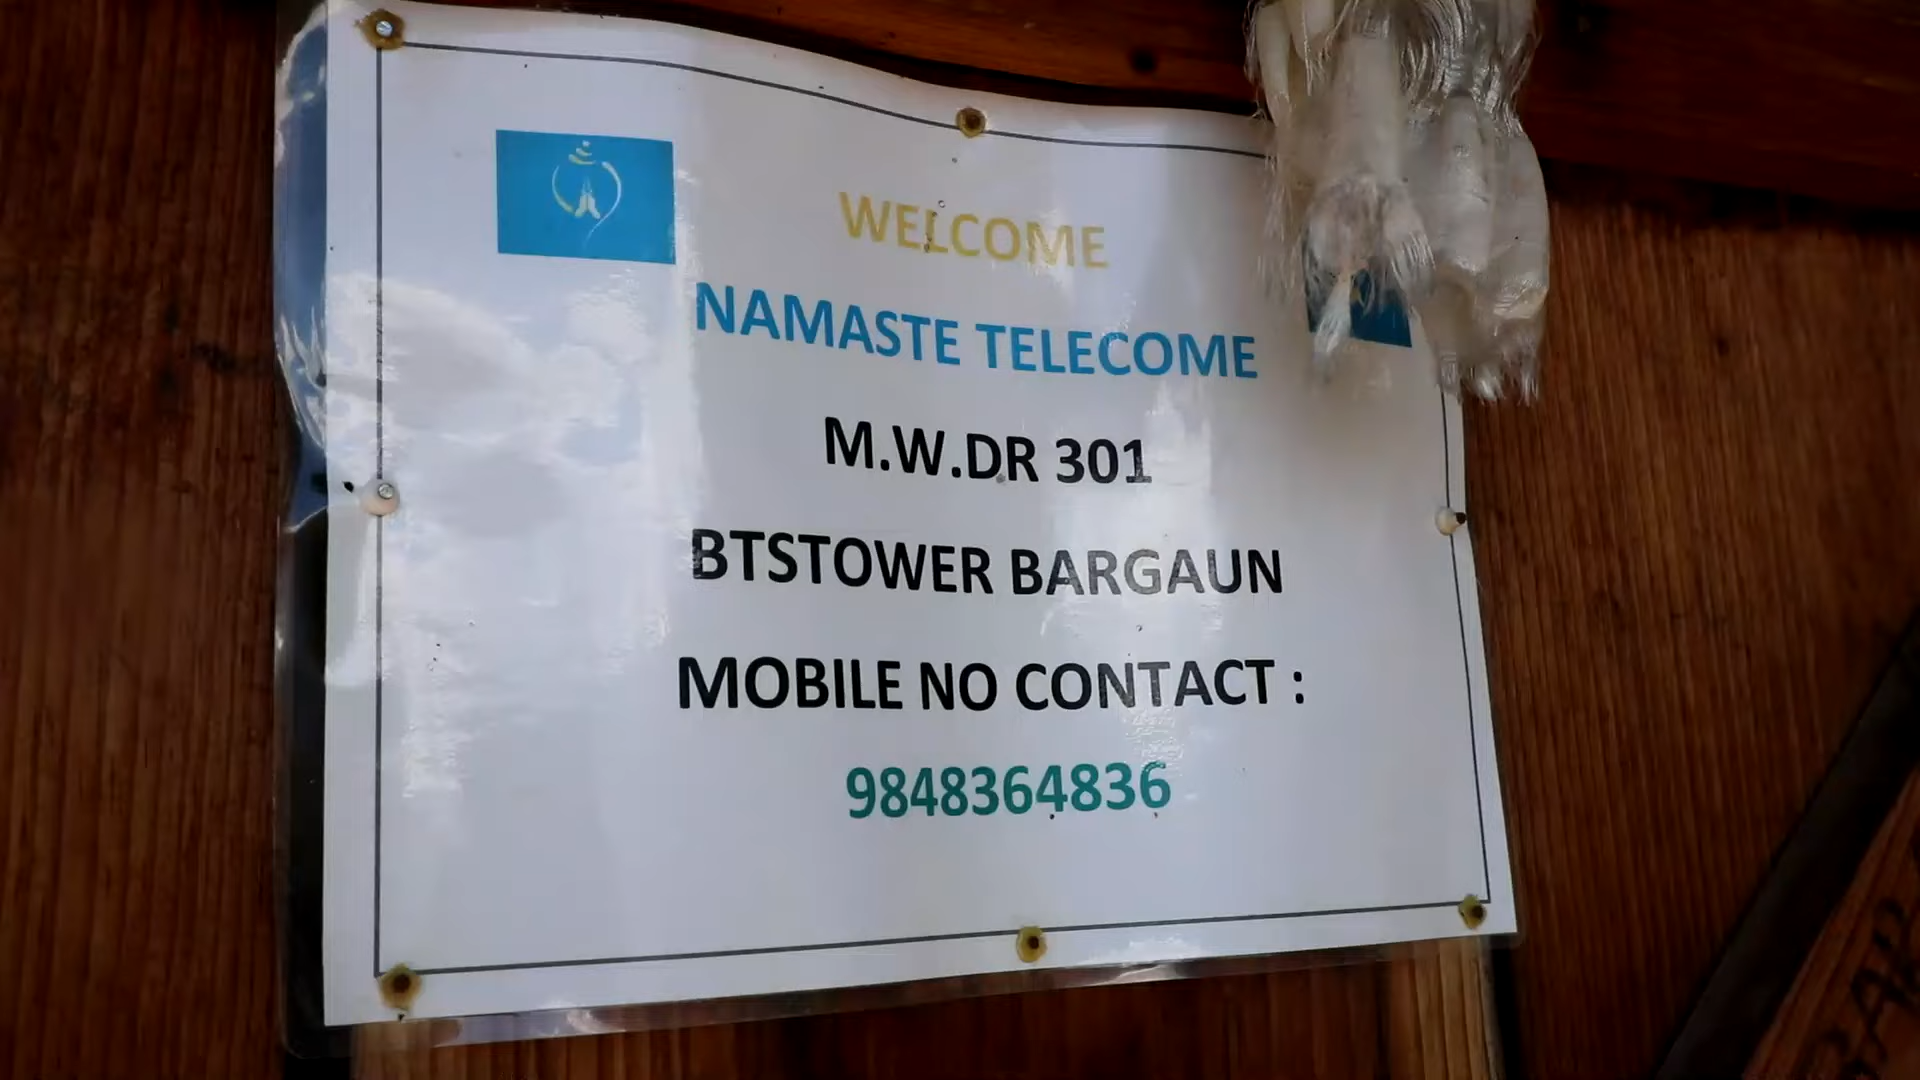 WELCOME
NAMASTE TELECOME
M.W.DR 301
BTSTOWER BARGAUN
MOBILE NO CONTACT :
9848364836